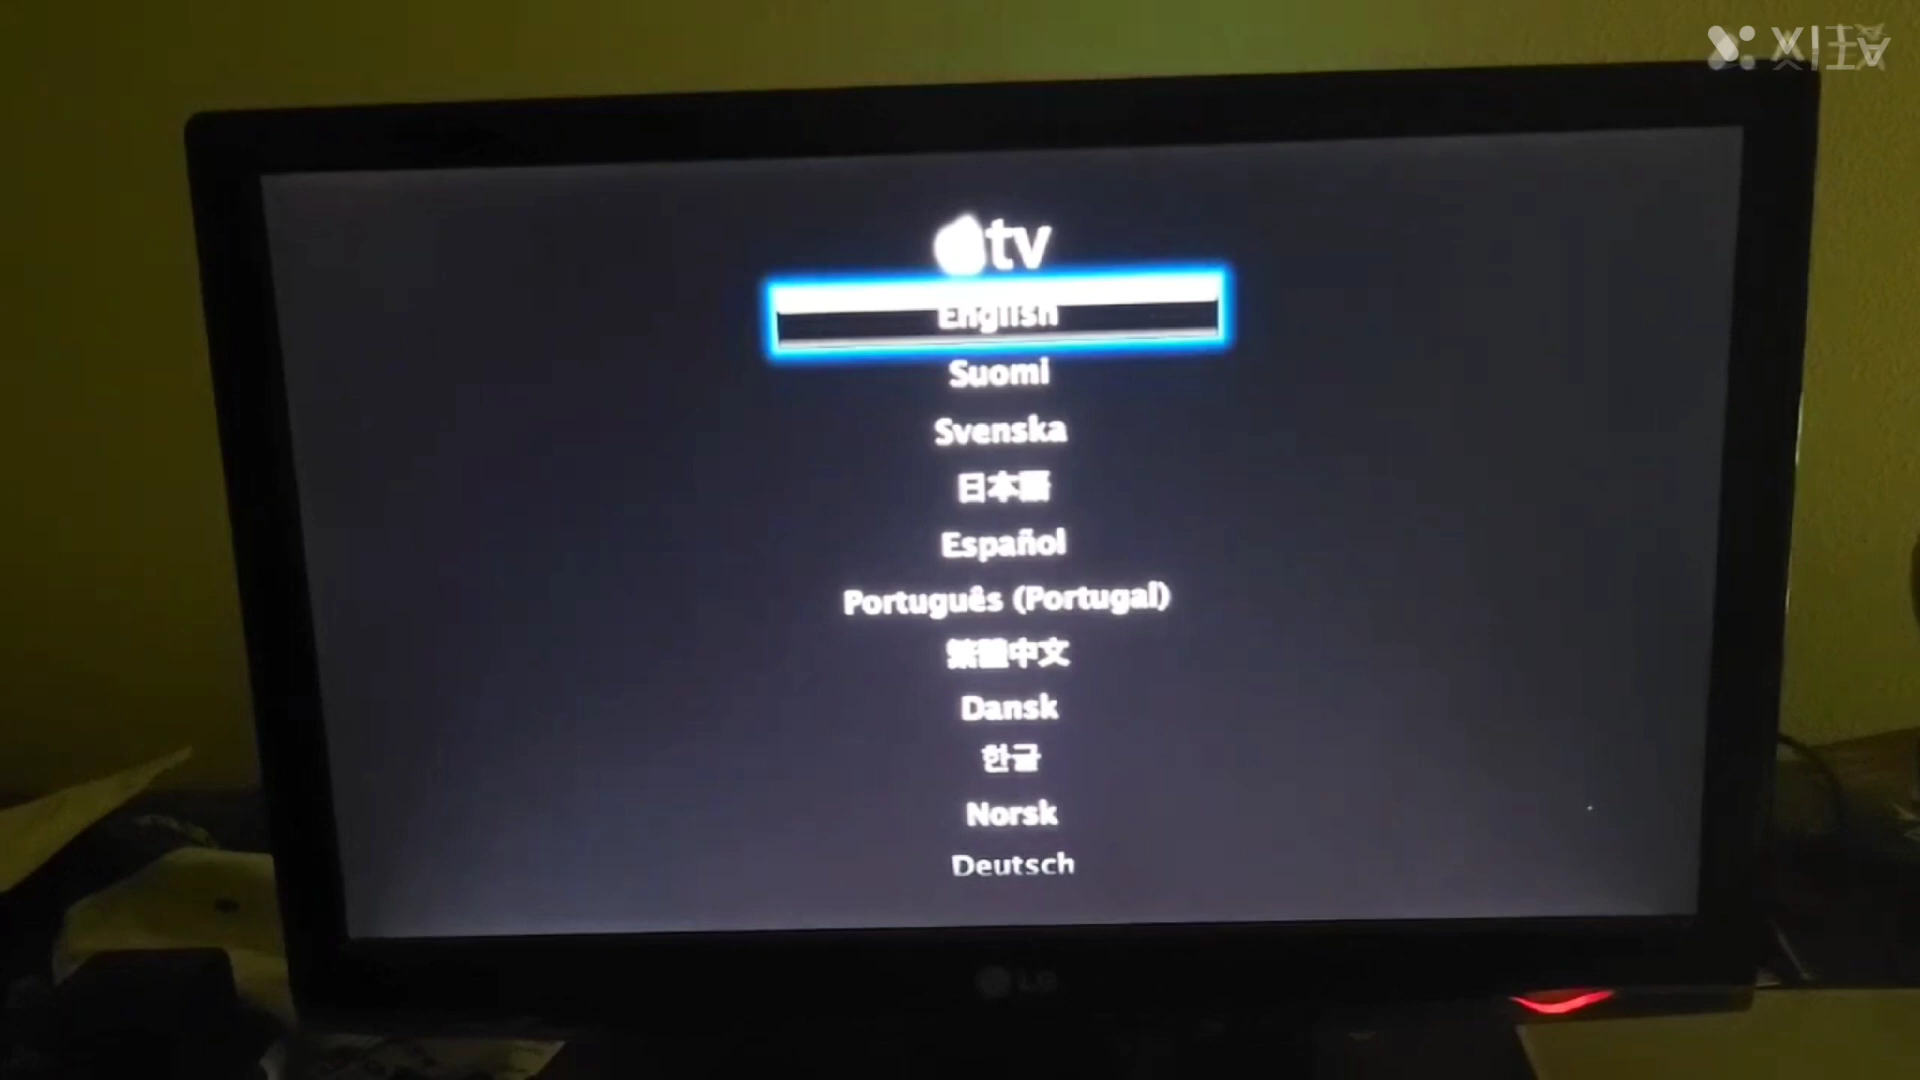 tv
English
Suomi
Svenska
日本語
Español
Português (Portugal)
繁體中文
Dansk
한글
Norsk
Deutsch
LG